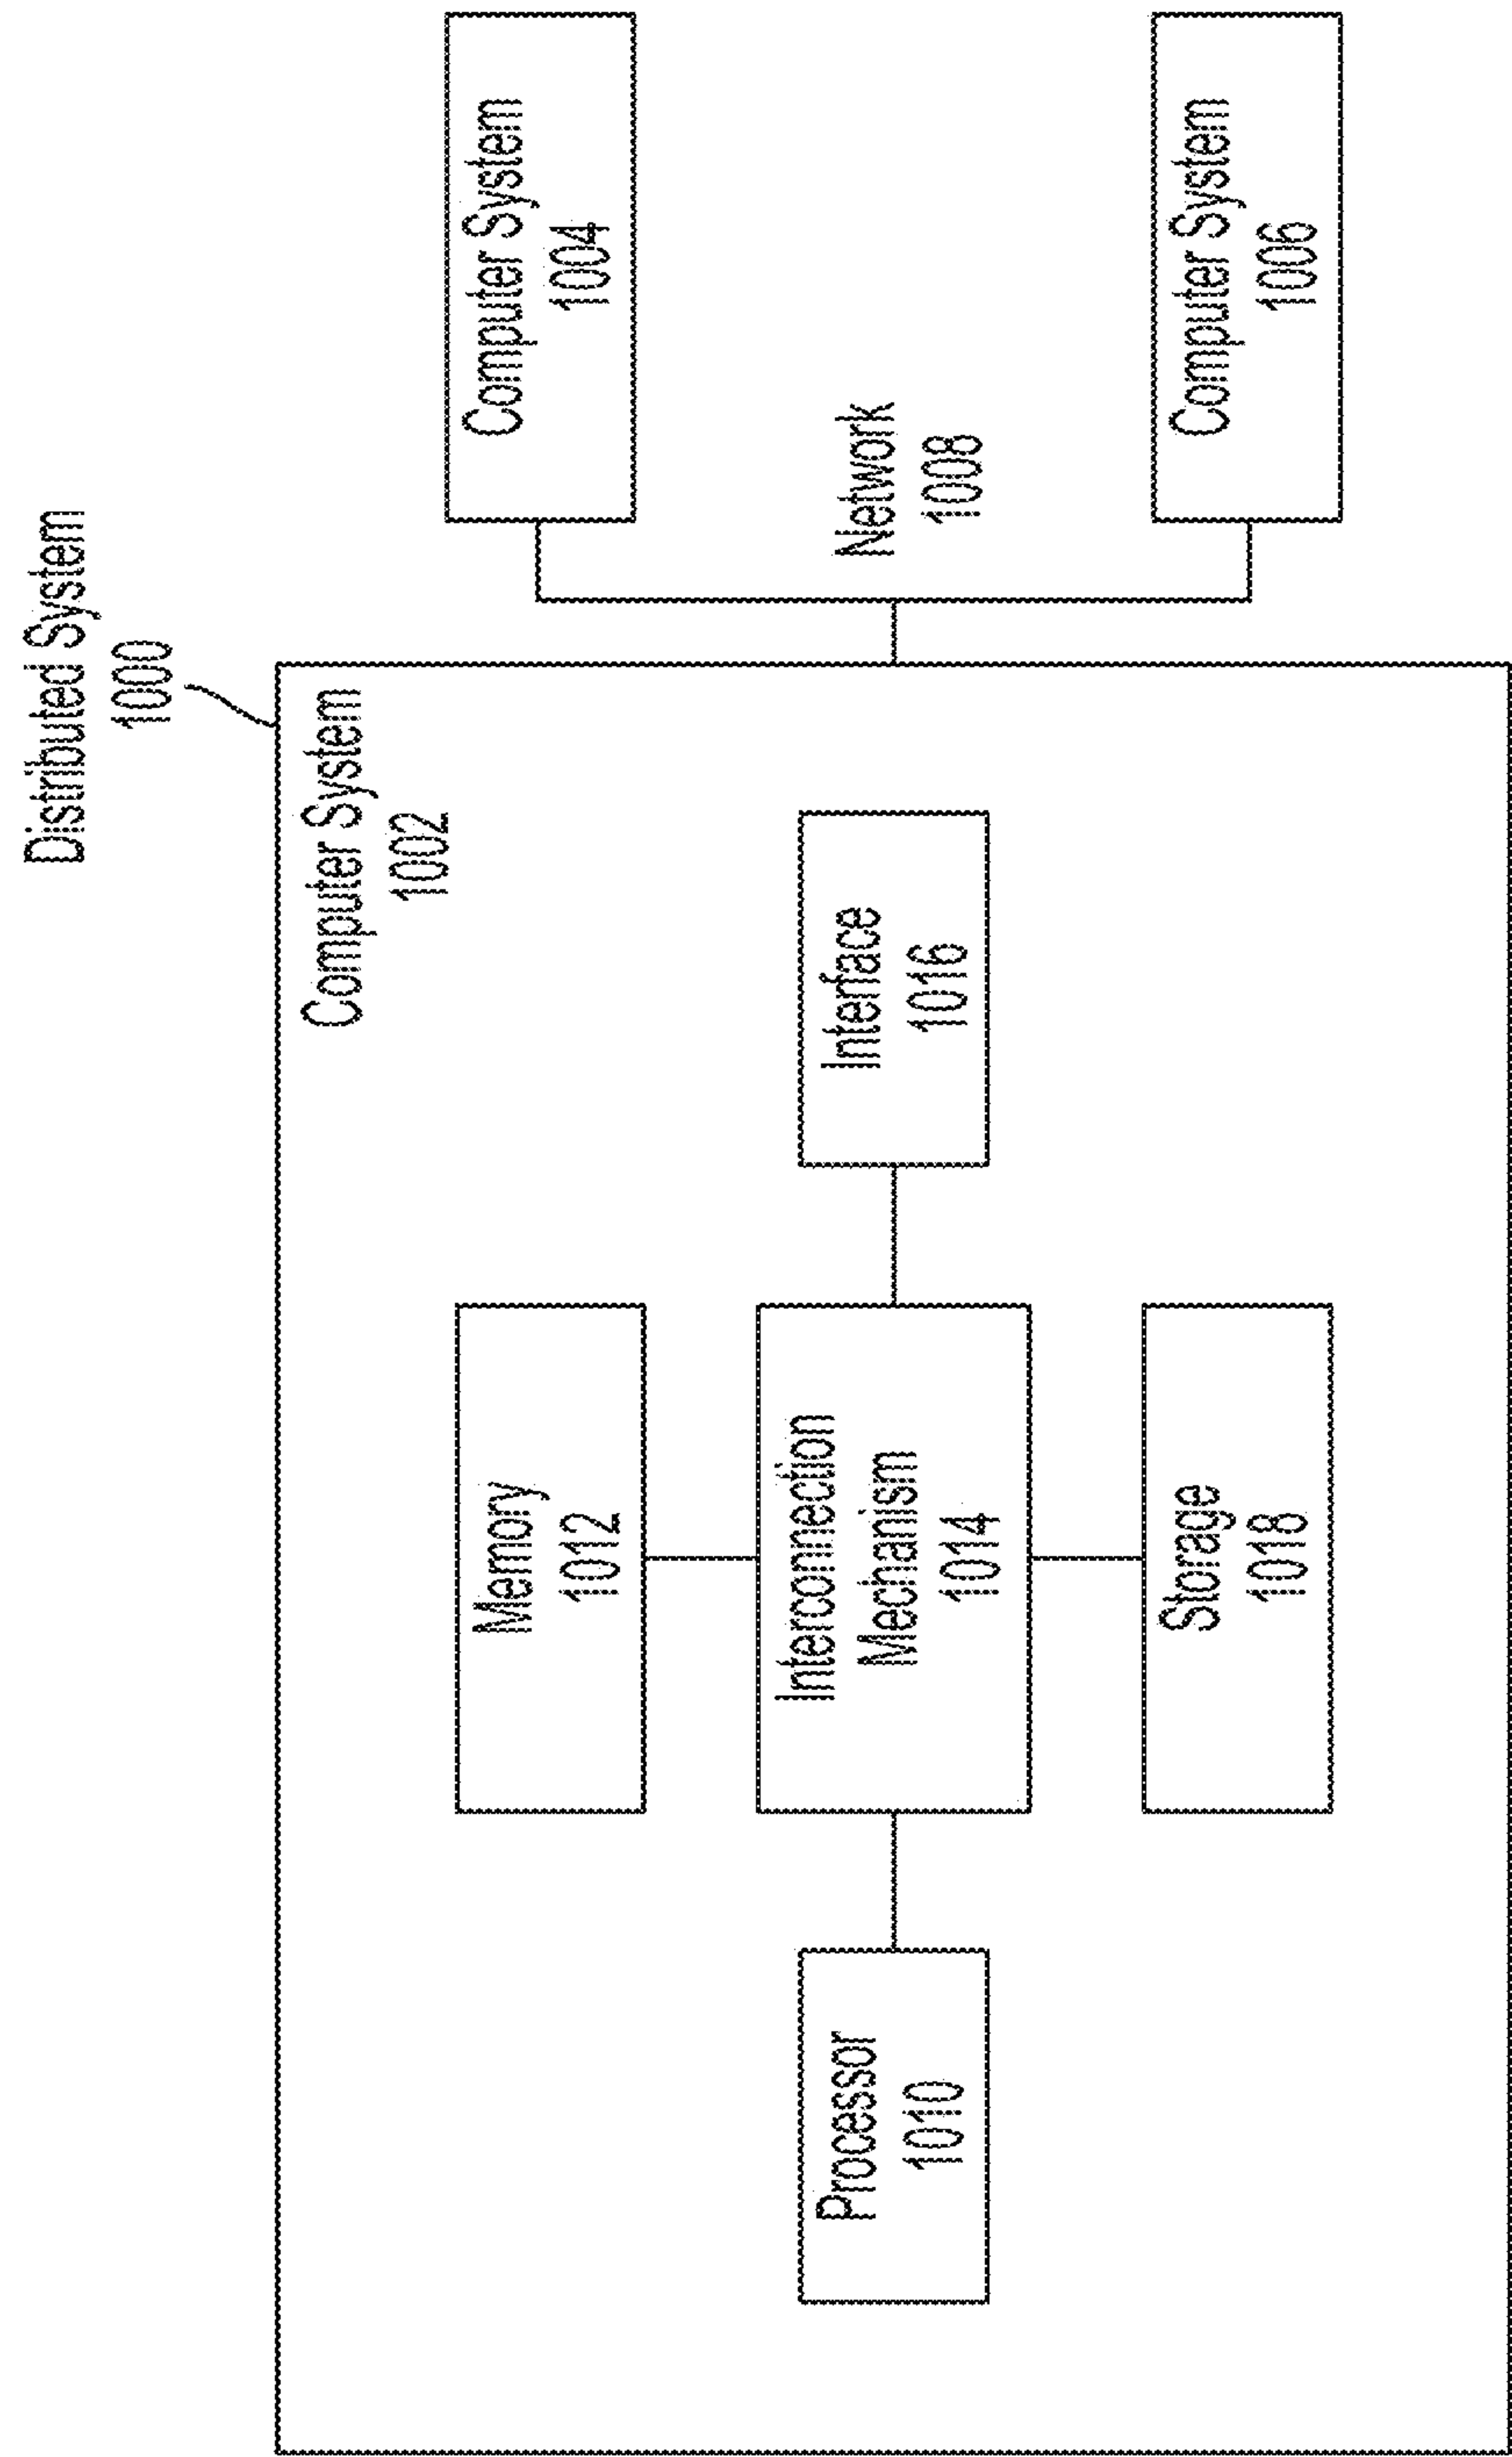 Distributed System
1000
Computer System
1002
Memory
1012
Processor
1010
Interconnection
Mechanism
1014
Interface
1016
Storage
1018
Network
1008
Computer System
1004
Computer System
1006